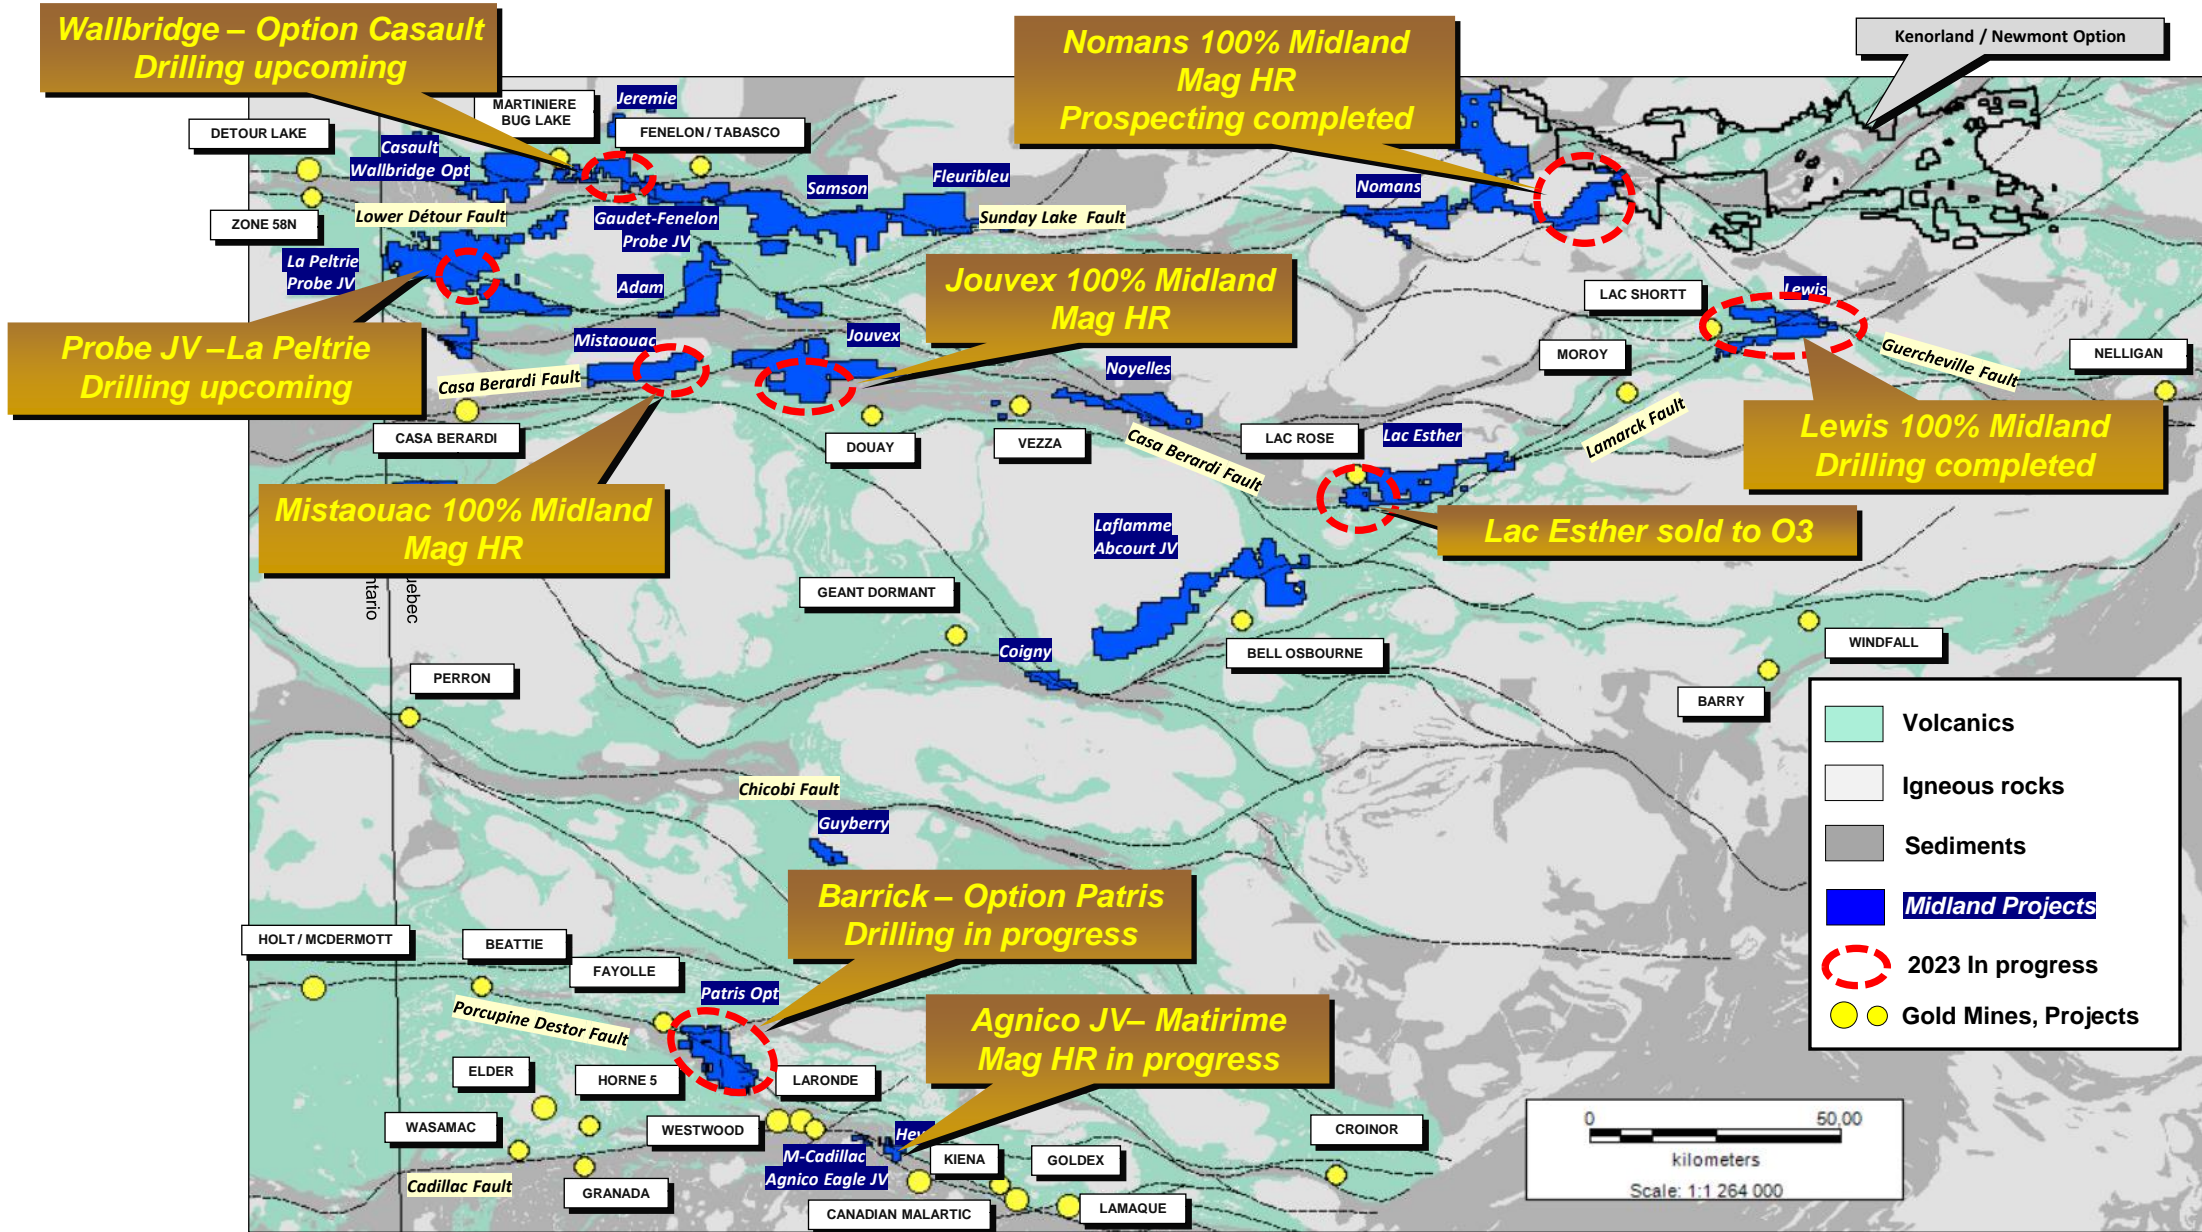 Wallbridge – Option Casault
Drilling upcoming
Nomans 100% Midland
Mag HR
Prospecting completed
Kenorland / Newmont Option
DETOUR LAKE
MARTINIERE
BUG LAKE
Jeremie
FENELON / TABASCO
Casault
Wallbridge Opt
Samson
Fleuribleu
Nomans
ZONE 58N
Lower Détour Fault
Gaudet-Fenelon
Probe JV
Sunday Lake Fault
La Peltrie
Probe JV
Adam
Jouvex 100% Midland
Mag HR
LAC SHORTT
Lewis
Probe JV –La Peltrie
Drilling upcoming
Mistaouac
Jouvex
MOROY
Guercheville Fault
NELLIGAN
Casa Berardi Fault
Noyelles
CASA BERARDI
DOUAY
VEZZA
Casa Berardi Fault
LAC ROSE
Lac Esther
Lamarck Fault
Lewis 100% Midland
Drilling completed
Mistaouac 100% Midland
Mag HR
Laflamme
Abcourt JV
Lac Esther sold to O3
uebec
ntario
GEANT DORMANT
Coigny
BELL OSBOURNE
WINDFALL
PERRON
BARRY
Volcanics
Igneous rocks
Sediments
Midland Projects
2023 In progress
Gold Mines, Projects
Chicobi Fault
Guyberry
Barrick – Option Patris
Drilling in progress
HOLT / MCDERMOTT
BEATTIE
FAYOLLE
Patris Opt
Porcupine Destor Fault
Agnico JV– Matirime
Mag HR in progress
ELDER
HORNE 5
LARONDE
WASAMAC
WESTWOOD
Hev
CROINOR
M-Cadillac
Agnico Eagle JV
KIENA
GOLDEX
Cadillac Fault
GRANADA
CANADIAN MALARTIC
LAMAQUE
0 50,00
kilometers
Scale: 1:1 264 000